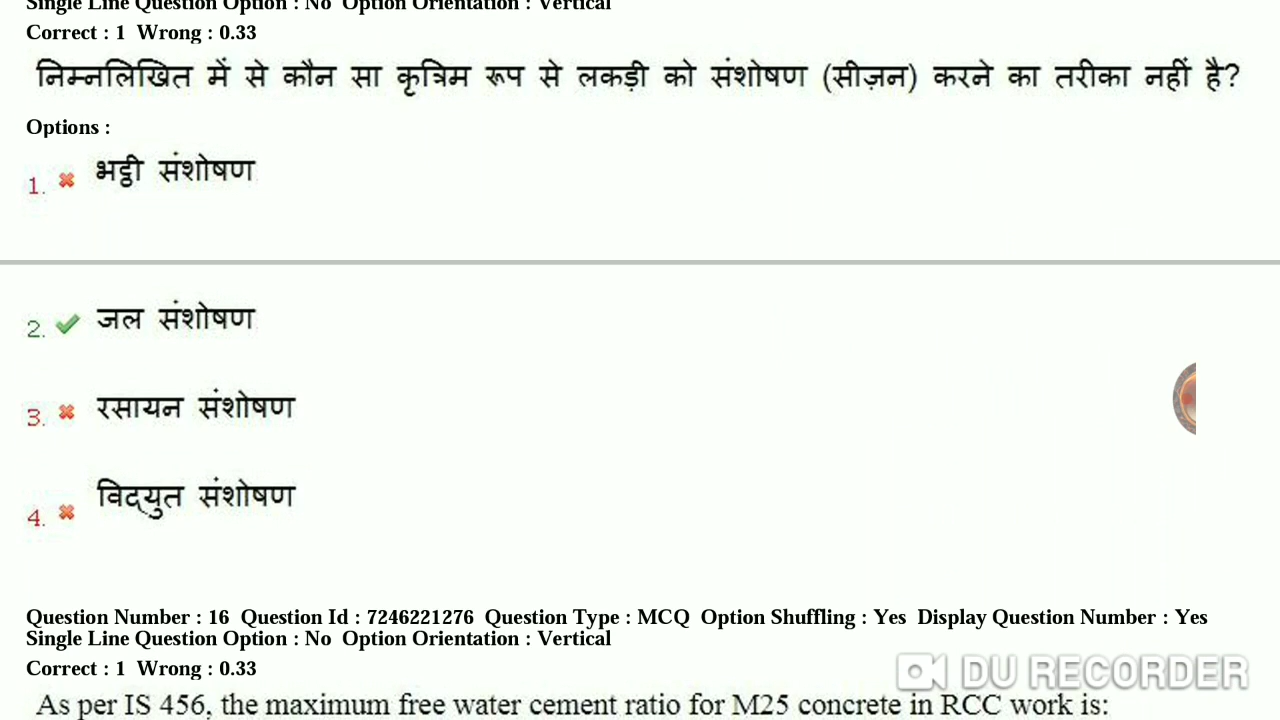 Single Line Question Option : No Option Orientation : Vertical
Correct : 1 Wrong : 0.33
निम्नलिखित में से कौन सा कृत्रिम रूप से लकड़ी को संशोषण (सीज़न) करने का तरीका नहीं है?
Options :
1. भट्ठी संशोषण
2. जल संशोषण
3. रसायन संशोषण
4. विद्युत संशोषण
Question Number : 16 Question Id : 7246221276 Question Type : MCQ Option Shuffling : Yes Display Question Number : Yes
Single Line Question Option : No Option Orientation : Vertical
Correct : 1 Wrong : 0.33
DU RECORDER
As per IS 456, the maximum free water cement ratio for M25 concrete in RCC work is: